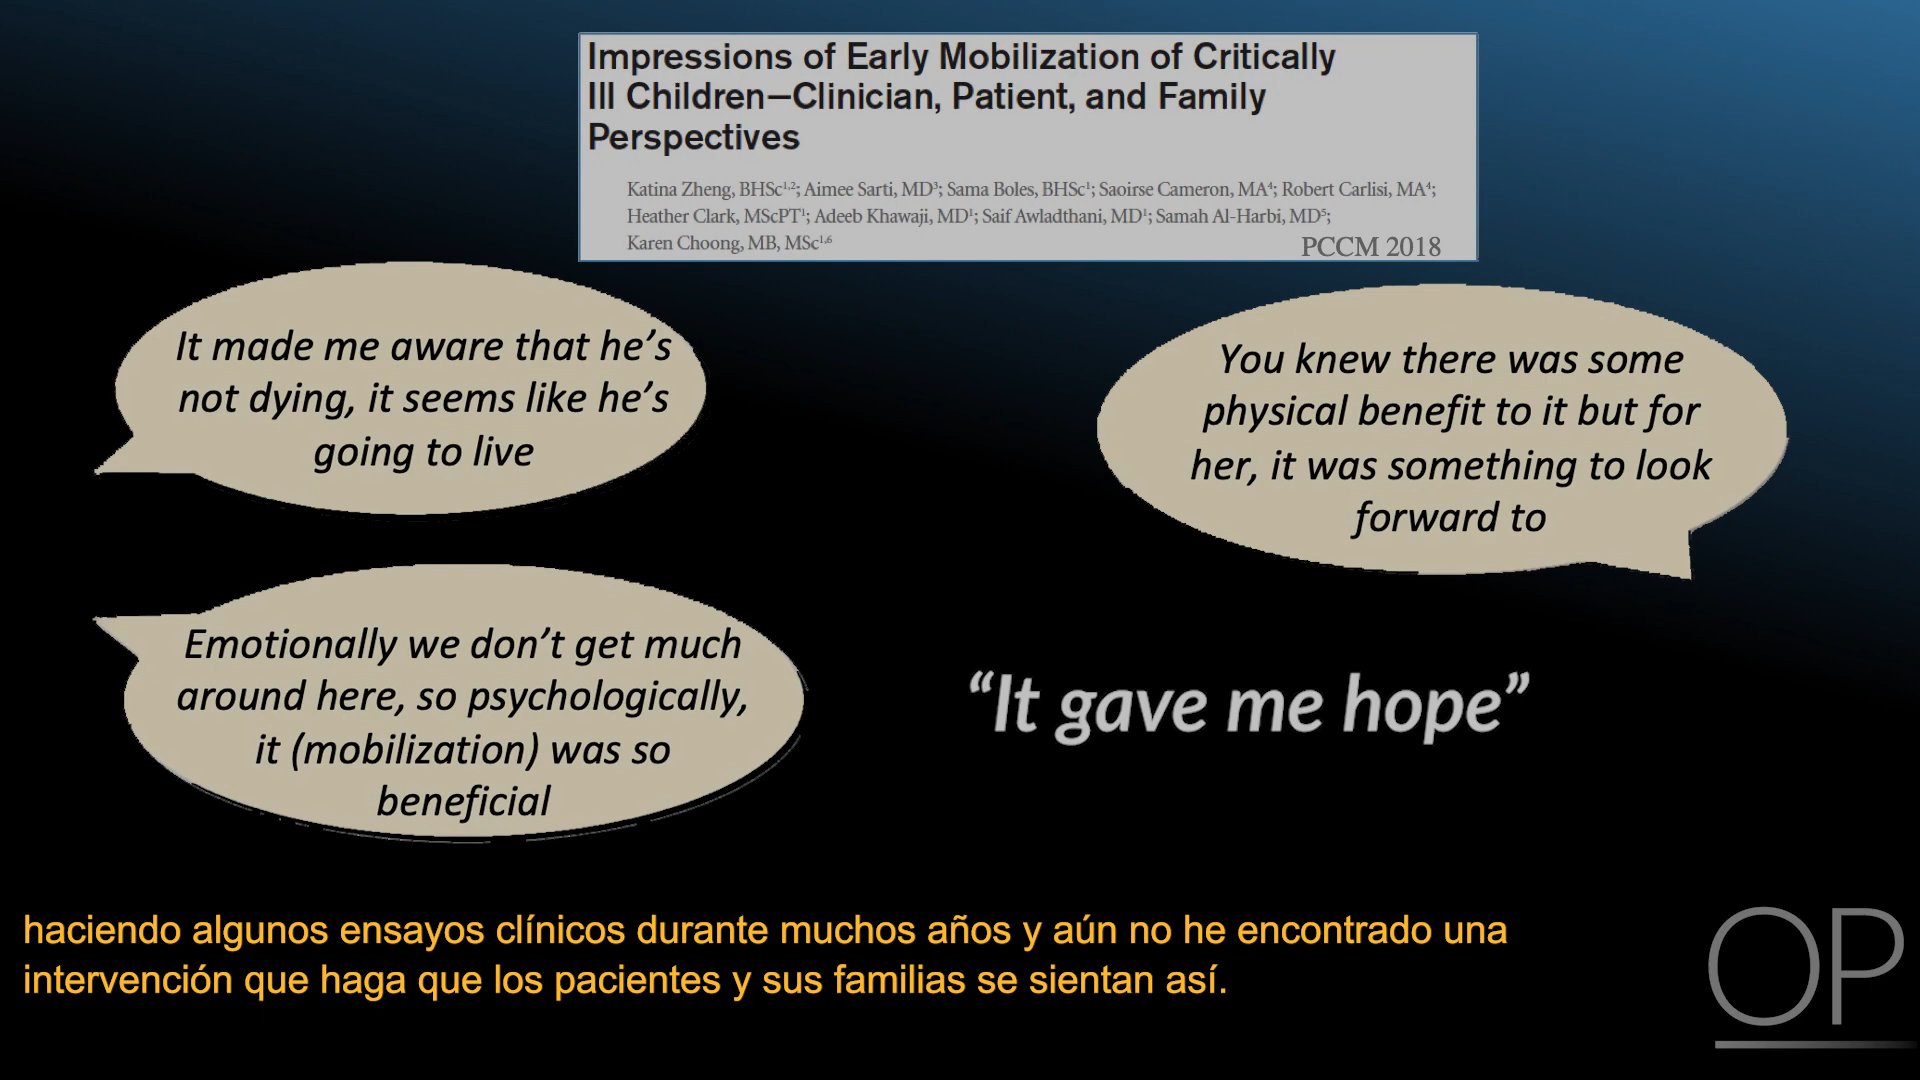 Impressions of Early Mobilization of Critically
Ill Children—Clinician, Patient, and Family
Perspectives
Katina Zheng, BHSc¹,²; Aimee Sarti, MD³; Sama Boles, BHSc¹; Saoirse Cameron, MA⁴; Robert Carlisi, MA⁴;
Heather Clark, MScPT¹; Adeeb Khawaji, MD¹; Saif Awladthani, MD¹; Samah Al-Harbi, MD⁵;
Karen Choong, MB, MSc¹,⁶
PCCM 2018
It made me aware that he’s
not dying, it seems like he’s
going to live
You knew there was some
physical benefit to it but for
her, it was something to look
forward to
Emotionally we don’t get much
around here, so psychologically,
it (mobilization) was so
beneficial
“It gave me hope”
haciendo algunos ensayos clínicos durante muchos años y aún no he encontrado una
intervención que haga que los pacientes y sus familias se sientan así.
OP